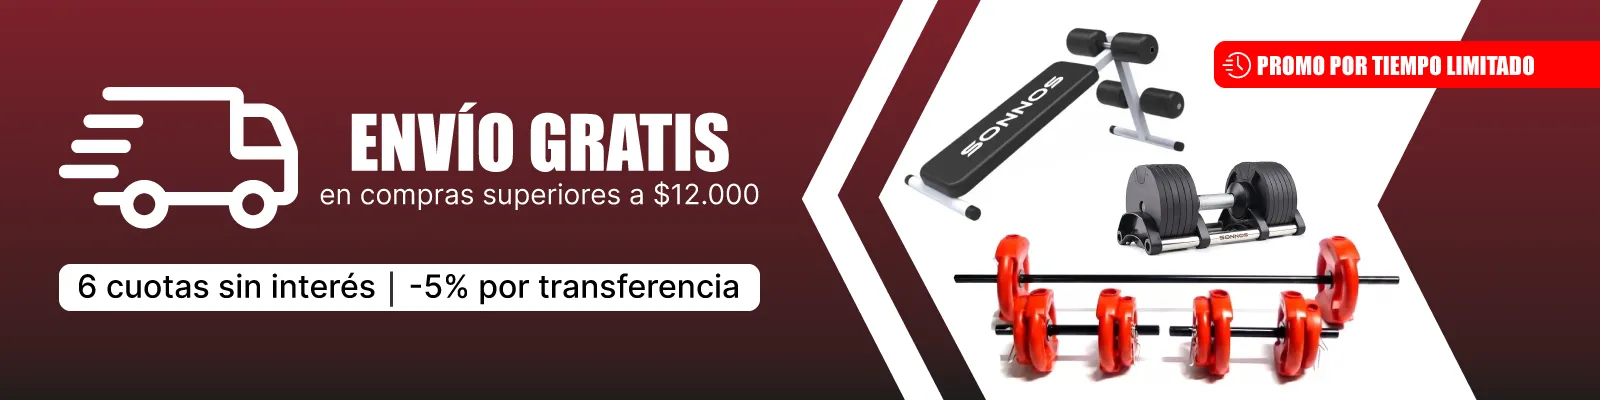 ENVÍO GRATIS
en compras superiores a $12.000
6 cuotas sin interés | -5% por transferencia
SONNOS
SONNOS
PROMO POR TIEMPO LIMITADO